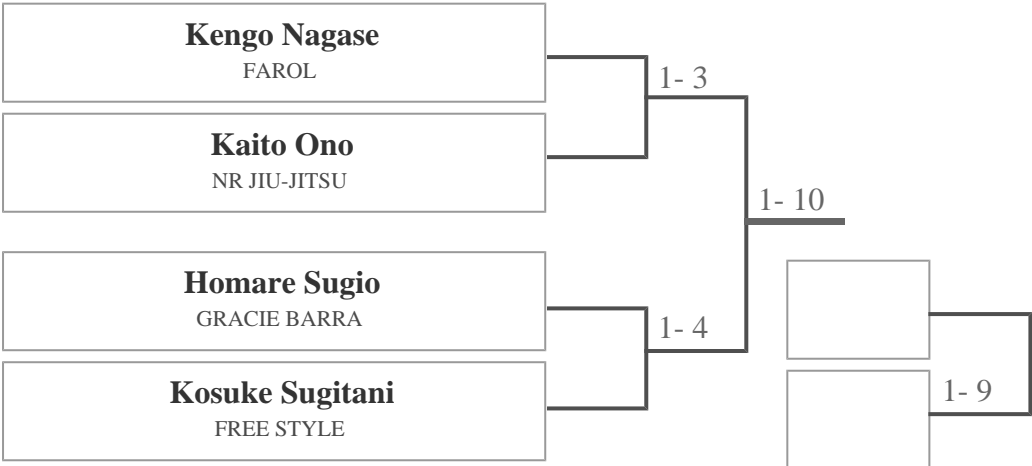 Kengo Nagase
FAROL
1- 3
Kaito Ono
NR JIU-JITSU
1- 10
Homare Sugio
GRACIE BARRA
1- 4
Kosuke Sugitani
FREE STYLE
1- 9